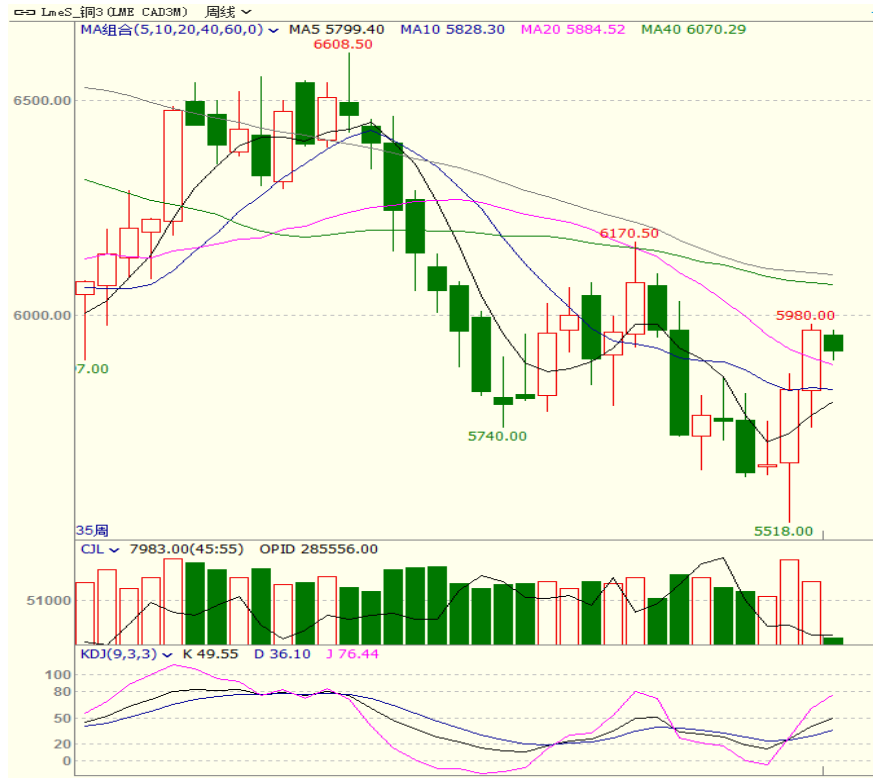 LmeS_铜3(LME CAD3M) 周线
MA组合(5,10,20,40,60,0) MA5 5799.40 MA10 5828.30 MA20 5884.52 MA40 6070.29
6608.50
6500.00
6170.50
6000.00
5980.00
7.00
5740.00
5518.00
35周
CJL 7983.00(45:55) OPID 285556.00
51000
KDJ(9,3,3) K 49.55 D 36.10 J 76.44
100
80
50
20
0